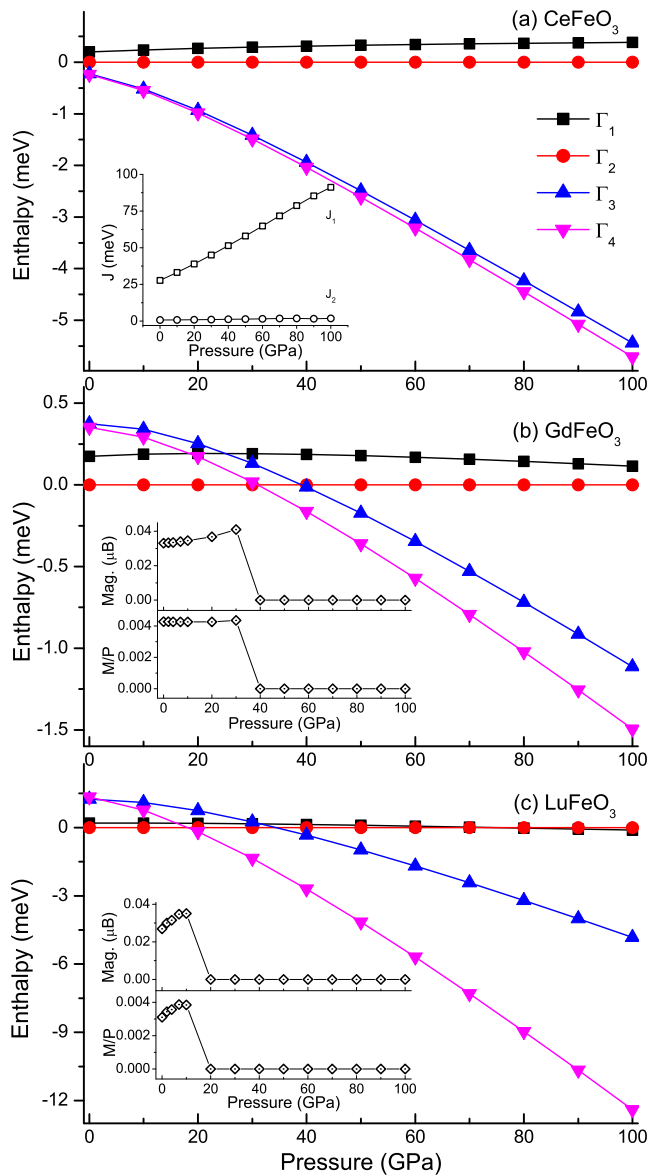 (a) CeFeO₃
0
-1
-2
-3
-4
-5
Enthalpy (meV)
Γ₁
Γ₂
Γ₃
Γ₄
100
75
50
25
0
J (meV)
J₁
J₂
0 20 40 60 80 100
Pressure (GPa)
0 20 40 60 80 100
(b) GdFeO₃
0.5
0.0
-0.5
-1.0
-1.5
Enthalpy (meV)
0.04
0.02
0.00
Mag. (μB)
0.004
0.002
0.000
M/P
0 20 40 60 80 100
Pressure (GPa)
0 20 40 60 80 100
(c) LuFeO₃
0
-3
-6
-9
-12
Enthalpy (meV)
0.04
0.02
0.00
Mag. (μB)
0.004
0.002
0.000
M/P
0 20 40 60 80 100
Pressure (GPa)
0 20 40 60 80 100
Pressure (GPa)